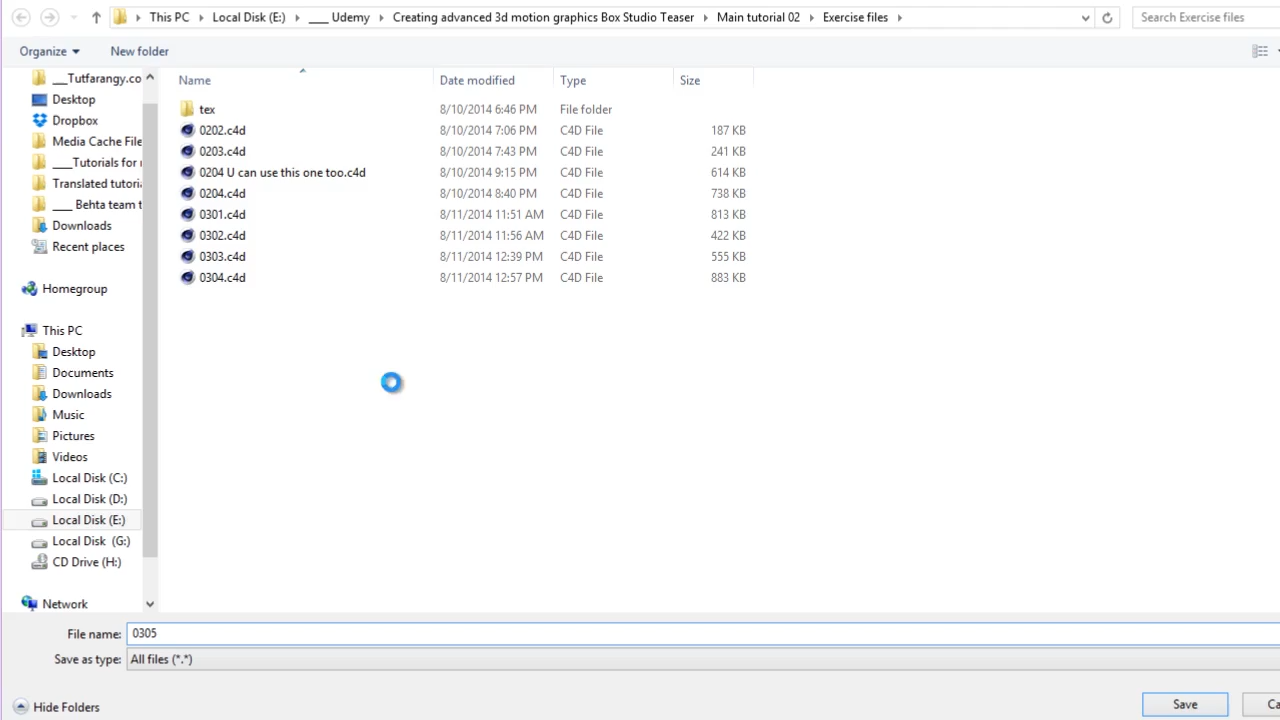 This PC Local Disk (E:) ___ Udemy Creating advanced 3d motion graphics Box Studio Teaser Main tutorial 02 Exercise files Search Exercise files
Organize New folder
Name Date modified Type Size
___Tutfarangy.co
Desktop
Dropbox
Media Cache File
___Tutorials for
Translated tutori
___ Behta team t
Downloads
Recent places
Homegroup
This PC
Desktop
Documents
Downloads
Music
Pictures
Videos
Local Disk (C:)
Local Disk (D:)
Local Disk (E:)
Local Disk (G:)
CD Drive (H:)
Network
tex 8/10/2014 6:46 PM File folder
0202.c4d 8/10/2014 7:06 PM C4D File 187 KB
0203.c4d 8/10/2014 7:43 PM C4D File 241 KB
0204 U can use this one too.c4d 8/10/2014 9:15 PM C4D File 614 KB
0204.c4d 8/10/2014 8:40 PM C4D File 738 KB
0301.c4d 8/11/2014 11:51 AM C4D File 813 KB
0302.c4d 8/11/2014 11:56 AM C4D File 422 KB
0303.c4d 8/11/2014 12:39 PM C4D File 555 KB
0304.c4d 8/11/2014 12:57 PM C4D File 883 KB
File name: 0305
Save as type: All files (*.*)
Hide Folders Save Ca